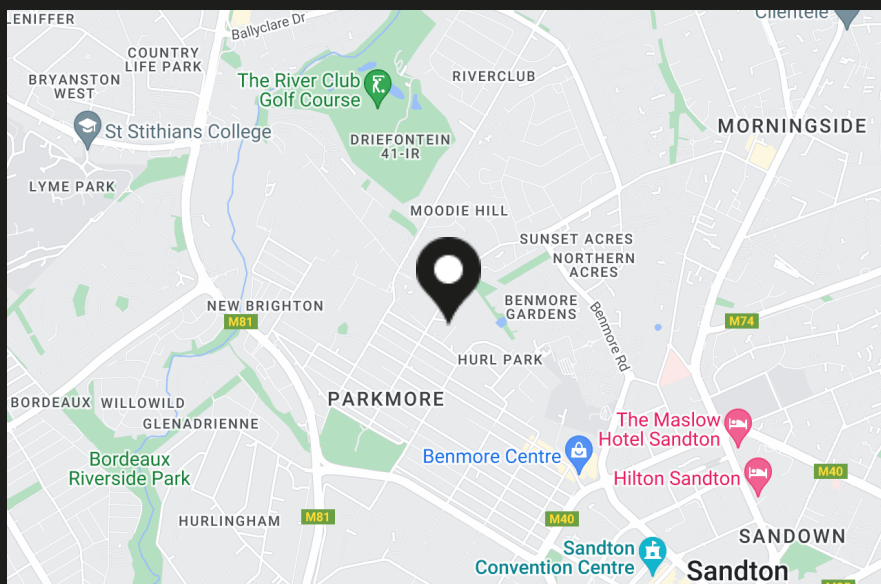 LENIFFER
Ballyclare Dr
Clientele
COUNTRY
LIFE PARK
BRYANSTON
WEST
The River Club
Golf Course
RIVERCLUB
St Stithians College
DRIEFONTEIN
41-IR
MORNINGSIDE
LYME PARK
MOODIE HILL
SUNSET ACRES
NORTHERN
ACRES
NEW BRIGHTON
M81
BENMORE
GARDENS
Benmore Rd
M74
HURL PARK
BORDEAUX
WILLOWILD
PARKMORE
GLENADRIENNE
The Maslow
Hotel Sandton
Benmore Centre
Bordeaux
Riverside Park
Hilton Sandton
M40
HURLINGHAM
M81
M40
SANDOWN
Sandton
Convention Centre
Sandton